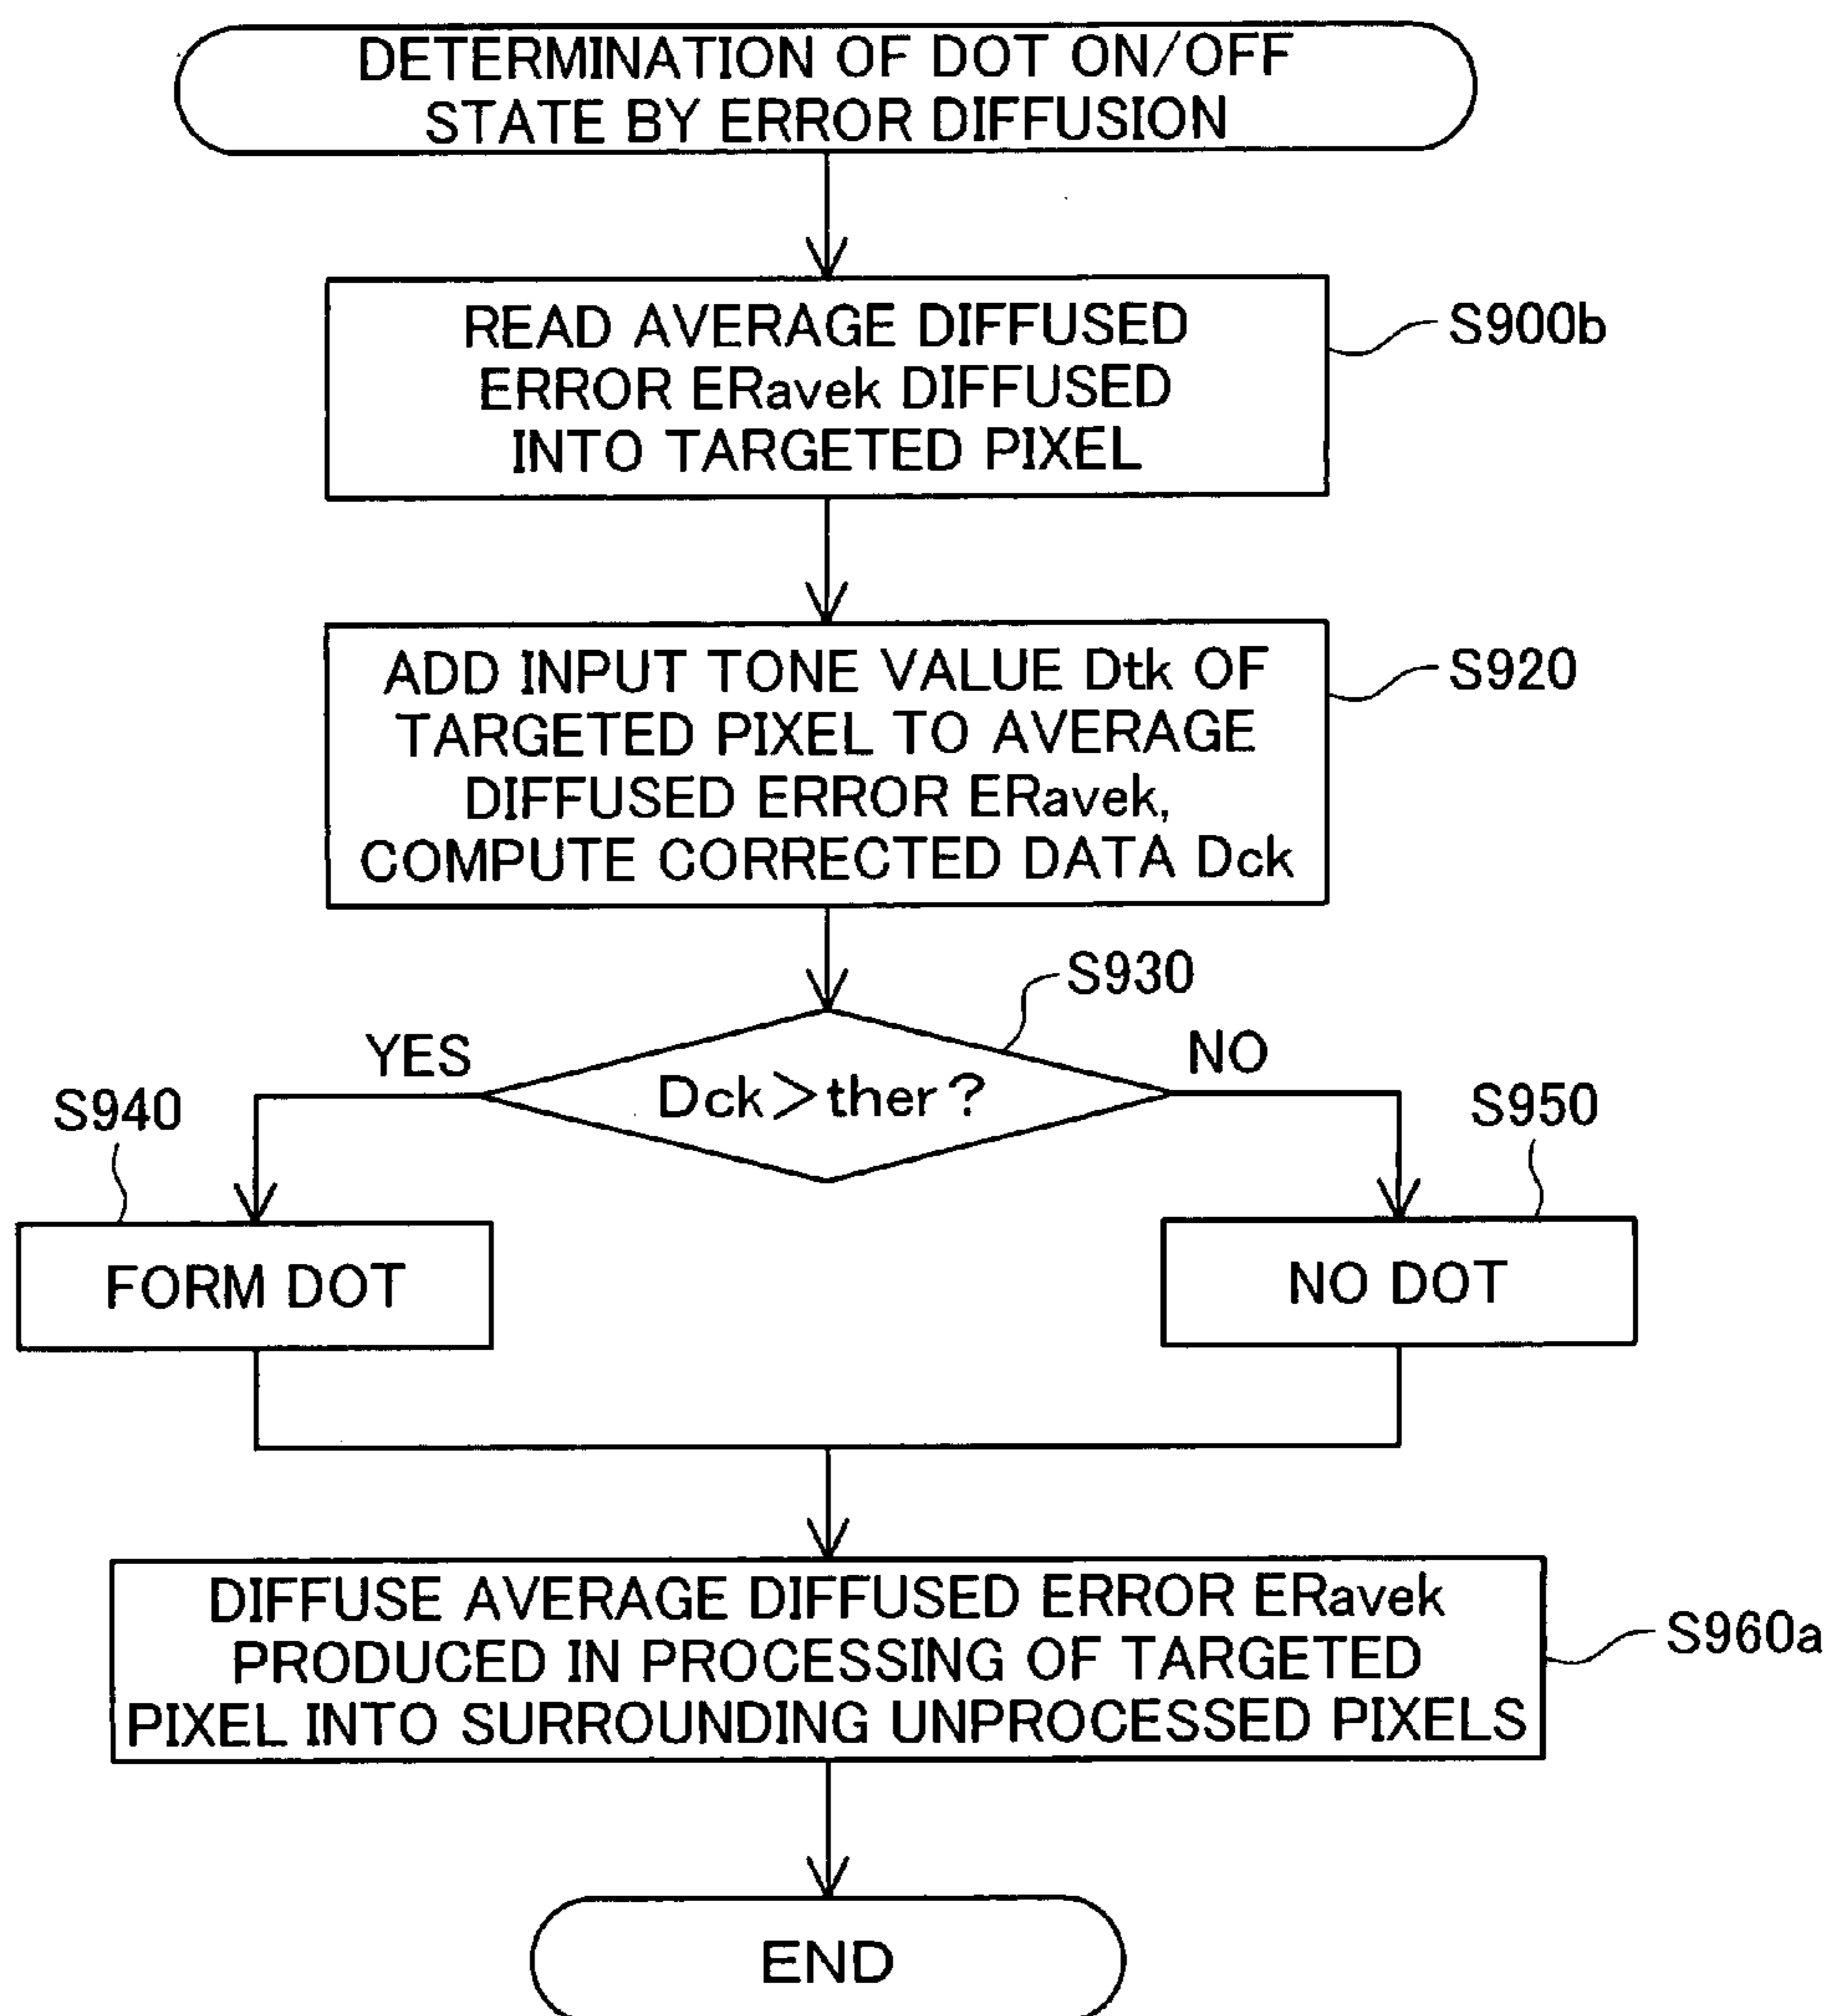 DETERMINATION OF DOT ON/OFF
STATE BY ERROR DIFFUSION
READ AVERAGE DIFFUSED
ERROR ERavek DIFFUSED
INTO TARGETED PIXEL
S900b
ADD INPUT TONE VALUE Dtk OF
TARGETED PIXEL TO AVERAGE
DIFFUSED ERROR ERavek,
COMPUTE CORRECTED DATA Dck
S920
S930
YES
NO
Dck>ther?
S940
S950
FORM DOT
NO DOT
DIFFUSE AVERAGE DIFFUSED ERROR ERavek
PRODUCED IN PROCESSING OF TARGETED
PIXEL INTO SURROUNDING UNPROCESSED PIXELS
S960a
END